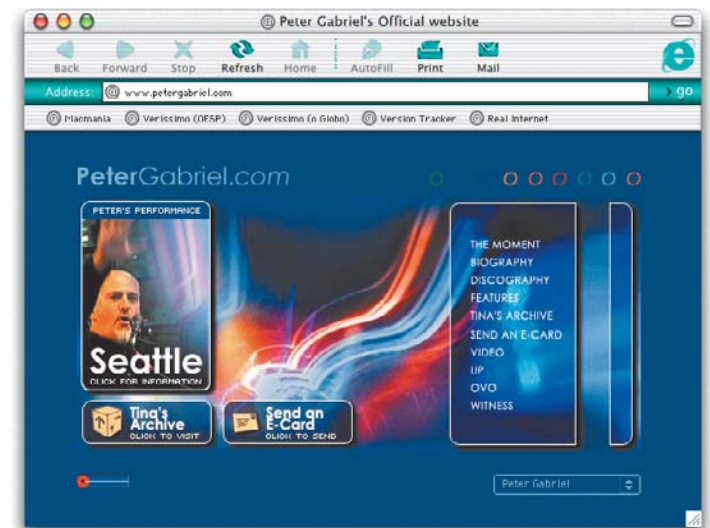 @ Peter Gabriel's Official website
Back Forward Stop Refresh Home AutoFill Print Mail
Address: @ www.petergabriel.com go
@ Macmania @ Verissimo (OESP) @ Verissimo (o Globo) @ Version Tracker @ Real Internet
PeterGabriel.com
PETER'S PERFORMANCE
Seattle
CLICK FOR INFORMATION
Tina's
Archive
CLICK TO VISIT
Send an
E-Card
CLICK TO SEND
THE MOMENT
BIOGRAPHY
DISCOGRAPHY
FEATURES
TINA'S ARCHIVE
SEND AN E-CARD
VIDEO
UP
OVO
WITNESS
Peter Gabriel